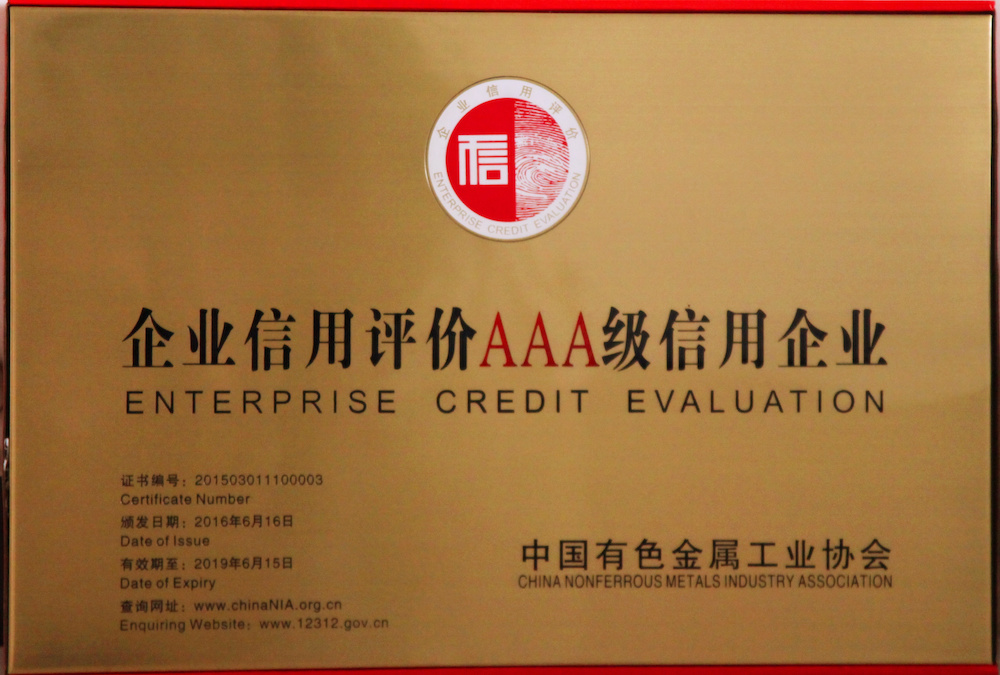 企业信用评价
信
ENTERPRISE CREDIT EVALUATION
企业信用评价AAA级信用企业
ENTERPRISE CREDIT EVALUATION
证书编号：201503011100003
Certificate Number
颁发日期：2016年6月16日
Date of Issue
有效期至：2019年6月15日
Date of Expiry
查询网址：www.chinaNIA.org.cn
Enquiring Website：www.12312.gov.cn
中国有色金属工业协会
CHINA NONFERROUS METALS INDUSTRY ASSOCIATION